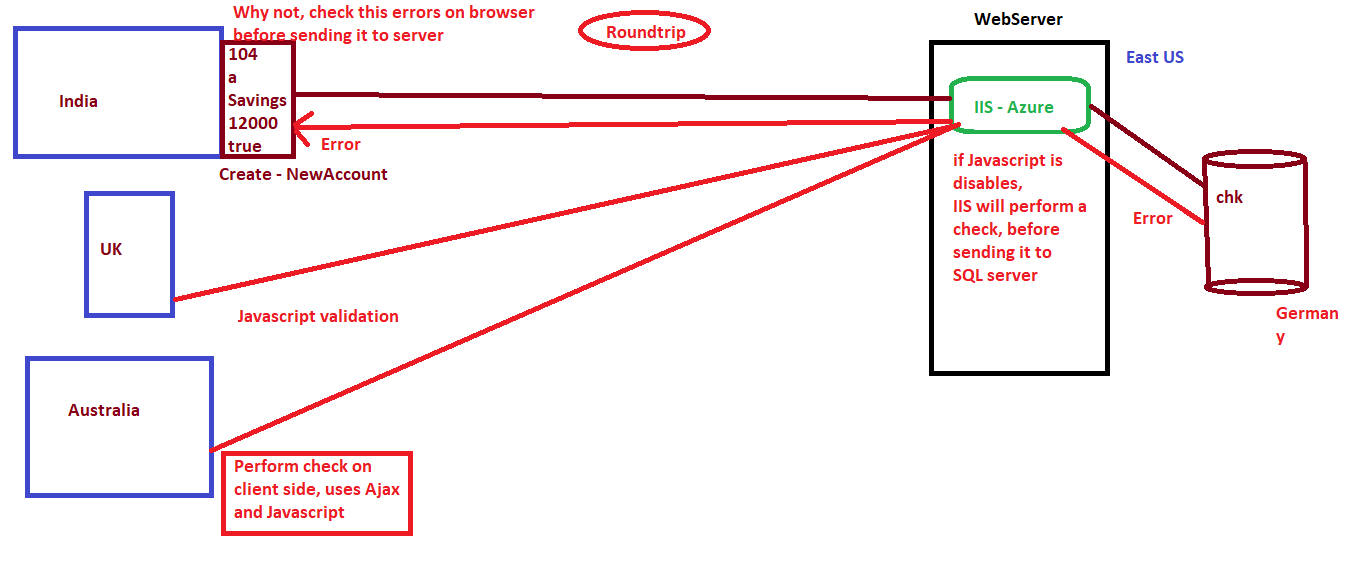 Why not, check this errors on browser
before sending it to server
Roundtrip
WebServer
East US
104
a
Savings
12000
true
India
IIS - Azure
Error
Create - NewAccount
if Javascript is
disables,
IIS will perform a
check, before
sending it to
SQL server
chk
Error
UK
Javascript validation
German
y
Australia
Perform check on
client side, uses Ajax
and Javascript